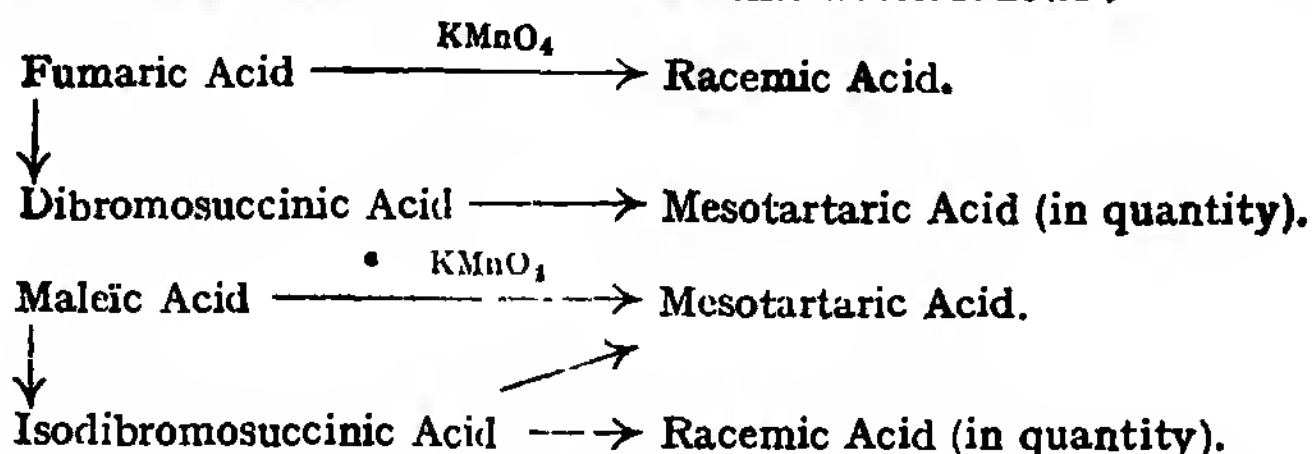 KMnO₄
Fumaric Acid Racemic Acid.
Dibromosuccinic Acid Mesotartaric Acid (in quantity).
KMnO₄
Maleïc Acid Mesotartaric Acid.
Isodibromosuccinic Acid Racemic Acid (in quantity).